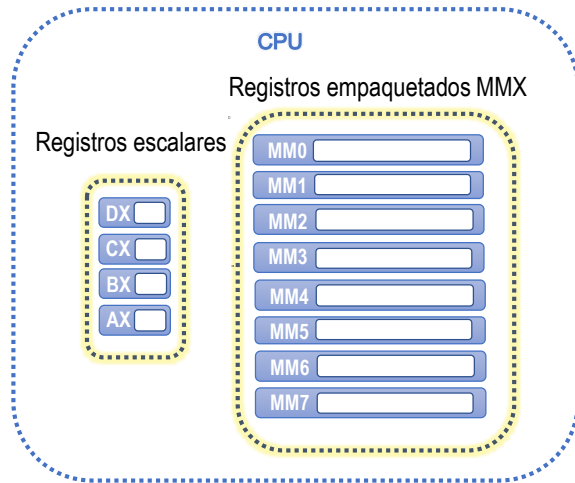 CPU
Registros empaquetados MMX
Registros escalares
DX
CX
BX
AX
MM0
MM1
MM2
MM3
MM4
MM5
MM6
MM7